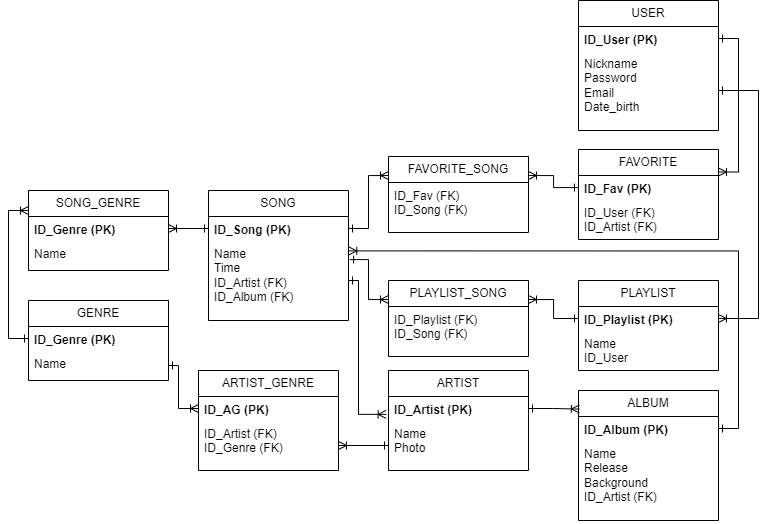 USER
ID_User (PK)
Nickname
Password
Email
Date_birth
FAVORITE_SONG
ID_Fav (FK)
ID_Song (FK)
FAVORITE
ID_Fav (PK)
ID_User (FK)
ID_Artist (FK)
SONG_GENRE
ID_Genre (PK)
Name
SONG
ID_Song (PK)
Name
Time
ID_Artist (FK)
ID_Album (FK)
PLAYLIST_SONG
ID_Playlist (FK)
ID_Song (FK)
PLAYLIST
ID_Playlist (PK)
Name
ID_User
GENRE
ID_Genre (PK)
Name
ARTIST_GENRE
ID_AG (PK)
ID_Artist (FK)
ID_Genre (FK)
ARTIST
ID_Artist (PK)
Name
Photo
ALBUM
ID_Album (PK)
Name
Release
Background
ID_Artist (FK)